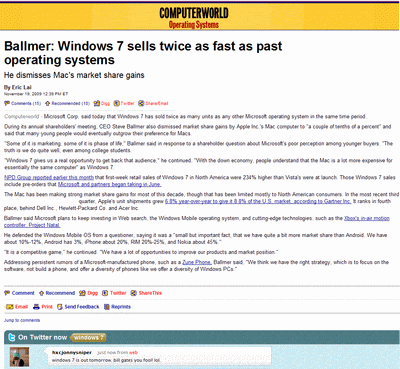 COMPUTERWORLD
Operating Systems
Ballmer: Windows 7 sells twice as fast as past
operating systems
He dismisses Mac's market share gains
By Eric Lai
November 19, 2009 12:39 PM ET
Comments (15) Recommended (10) Digg Twitter Share/Email
Computerworld - Microsoft Corp. said today that Windows 7 has sold twice as many units as any other Microsoft operating system in the same time period.
During its annual shareholders' meeting, CEO Steve Ballmer also dismissed market share gains by Apple Inc.'s Mac computer to "a couple of tenths of a percent" and
said that many young people would eventually outgrow their preference for Macs.
"Some of it is marketing, some of it is phase of life," Ballmer said in response to a shareholder question about Microsoft's poor perception among younger buyers. "The
truth is we do quite well, even among college students.
"Windows 7 gives us a real opportunity to get back that audience," he continued. "With the down economy, people understand that the Mac is a lot more expensive for
essentially the same computer" as Windows 7.
NPD Group reported earlier this month that first-week retail sales of Windows 7 in North America were 234% higher than Vista's were at launch. Those Windows 7 sales
include pre-orders that Microsoft and partners began taking in June.
The Mac has been making strong market share gains for most of this decade, though that has been limited mostly to North American consumers. In the most recent third
quarter, Apple's unit shipments grew 6.8% year-over-year to give it 8.8% of the U.S. market, according to Gartner Inc. It ranks in fourth
place, behind Dell Inc., Hewlett-Packard Co. and Acer Inc.
Ballmer said Microsoft plans to keep investing in Web search, the Windows Mobile operating system, and cutting-edge technologies, such as the Xbox's in-air motion
controller, Project Natal.
He defended the Windows Mobile OS from a questioner, saying it was a "small but important fact, that we have quite a bit more market share than Android. We have
about 10%-12%, Android has 3%, iPhone about 20%, RIM 20%-25%, and Nokia about 45%."
"It is a competitive game," he continued. "We have a lot of opportunities to improve our products and market position."
Addressing persistent rumors of a Microsoft-manufactured phone, such as a Zune Phone, Ballmer said, "We think we have the right strategy, which is to focus on the
software, not build a phone, and offer a diversity of phones like we offer a diversity of Windows PCs."
Comment Recommend Digg Twitter ShareThis
Email Print Send Feedback Reprints
Jump to comments
On Twitter now windows 7
hxcjonnysniper just now from web
windows 7 is out tomorrow. bill gates you fool! lol.